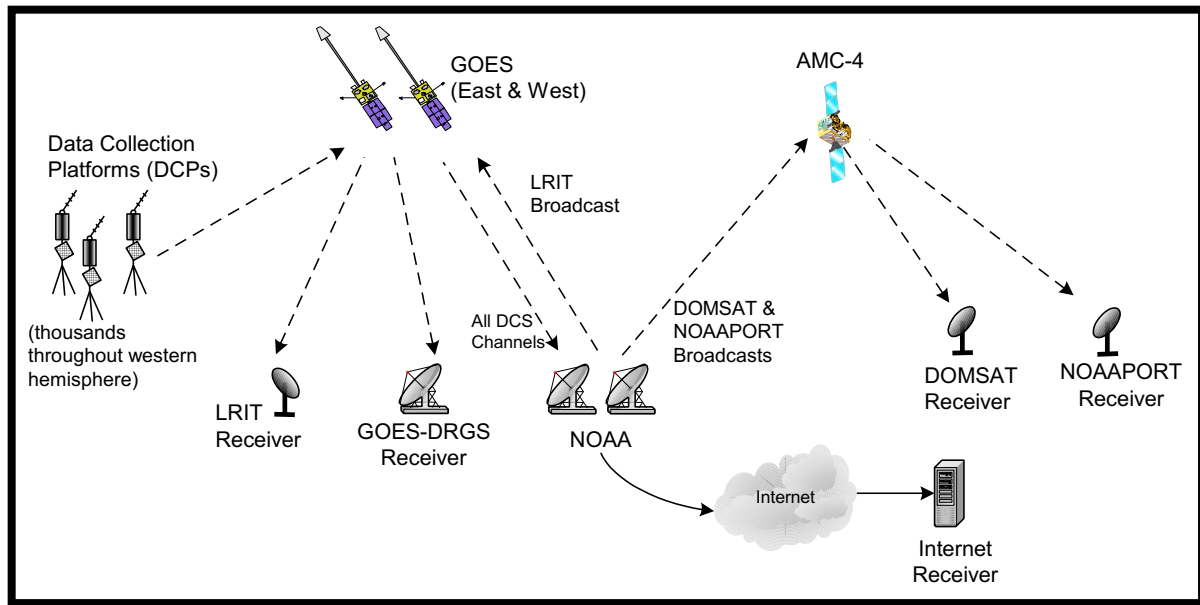 GOES
(East & West)
AMC-4
Data Collection
Platforms (DCPs)
LRIT
Broadcast
(thousands
throughout western
hemisphere)
All DCS
Channels
DOMSAT &
NOAAPORT
Broadcasts
LRIT
Receiver
GOES-DRGS
Receiver
NOAA
DOMSAT
Receiver
NOAAPORT
Receiver
Internet
Internet
Receiver